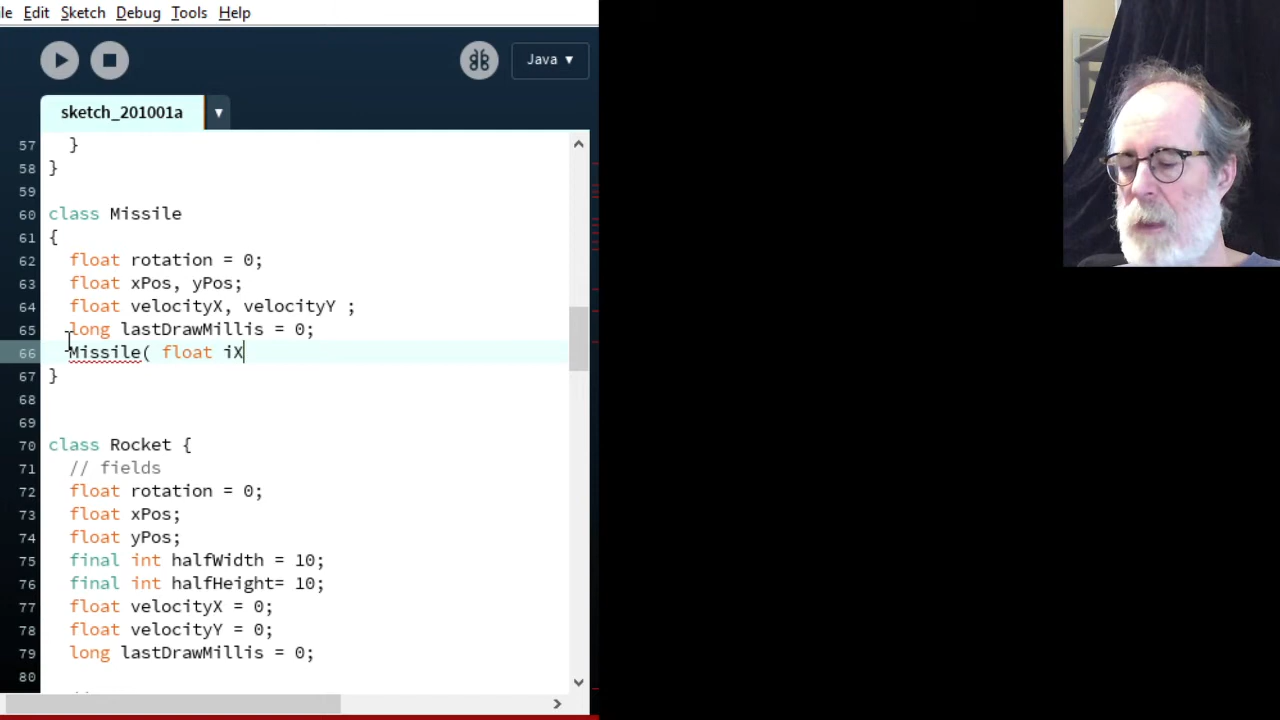 le Edit Sketch Debug Tools Help
Java ▼
sketch_201001a ▼
57 }
58 }
59
60 class Missile
61 {
62 float rotation = 0;
63 float xPos, yPos;
64 float velocityX, velocityY ;
65 long lastDrawMillis = 0;
66 Missile( float iX
67 }
68
69
70 class Rocket {
71 // fields
72 float rotation = 0;
73 float xPos;
74 float yPos;
75 final int halfWidth = 10;
76 final int halfHeight= 10;
77 float velocityX = 0;
78 float velocityY = 0;
79 long lastDrawMillis = 0;
80